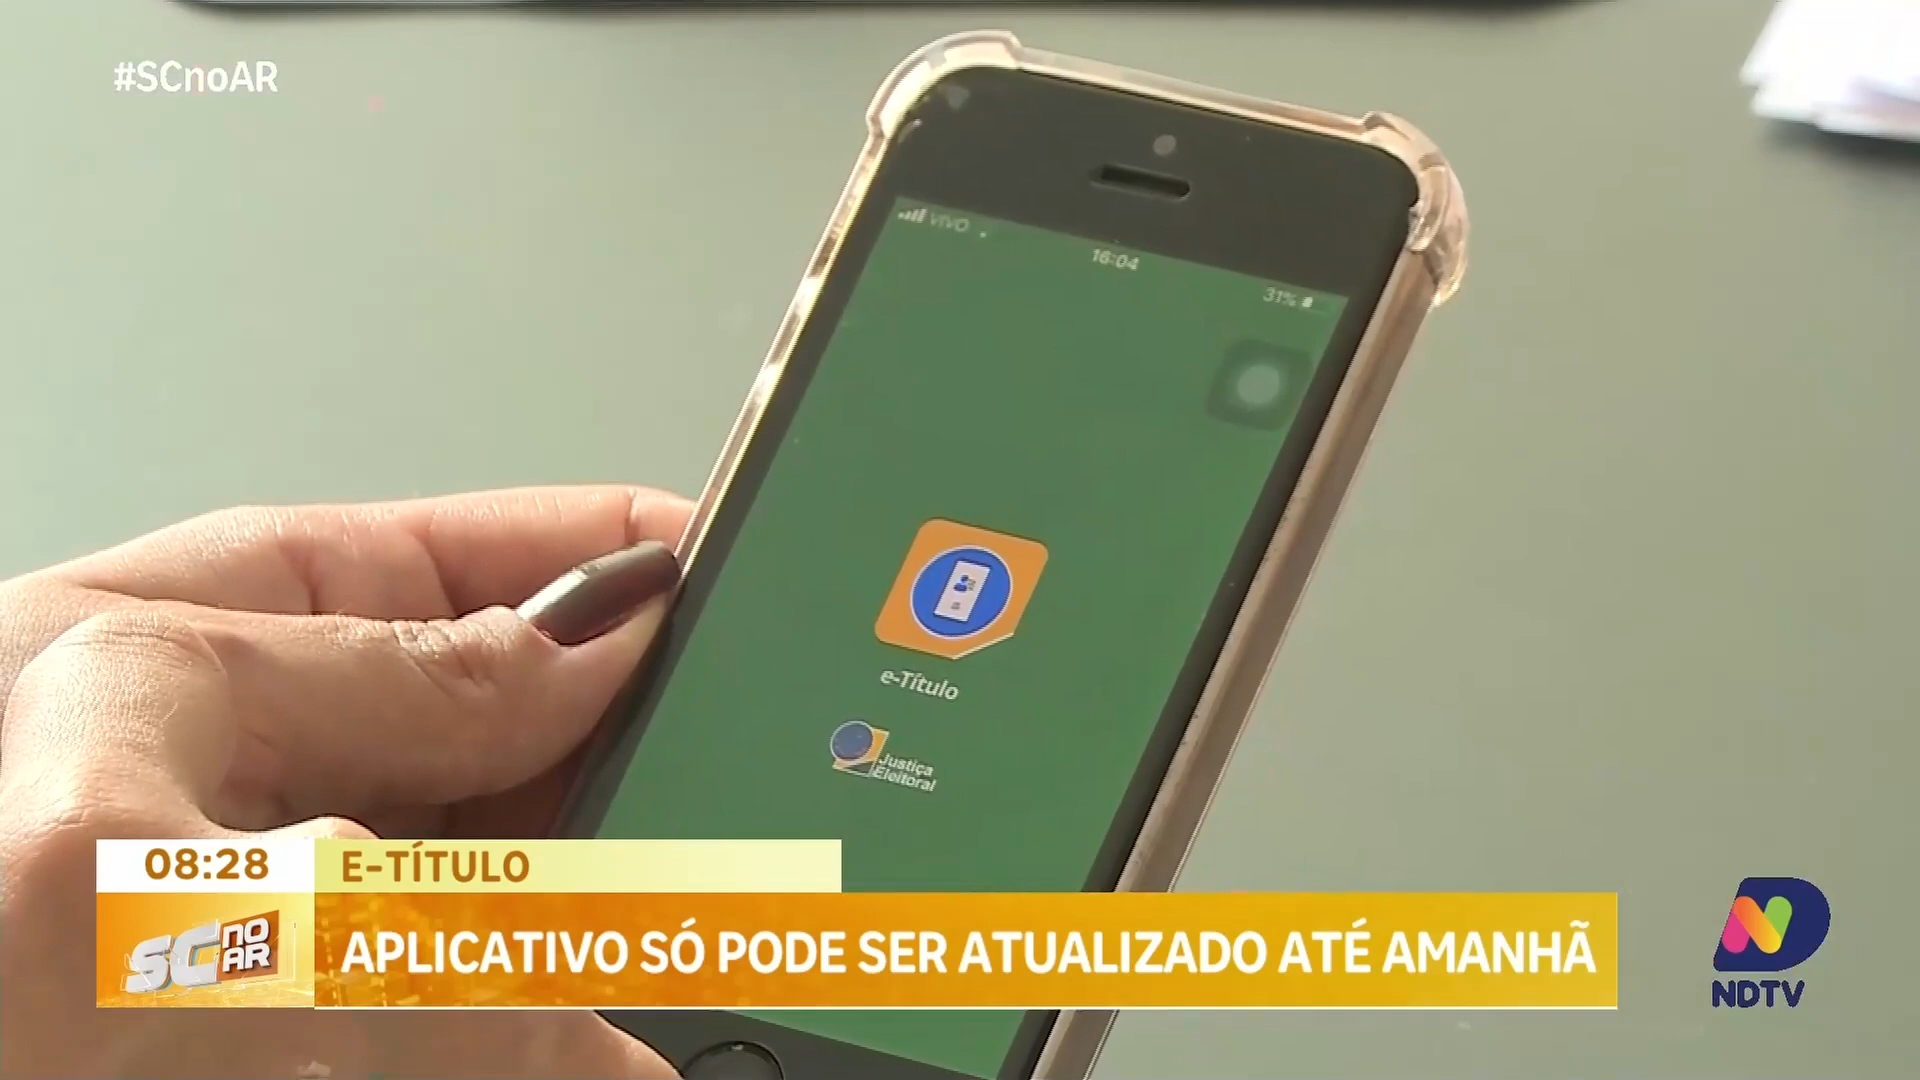 #SCnoAR
VIVO
16:04
31%
e-Título
Justiça
Eleitoral
08:28
E-TÍTULO
SC NO AR
APLICATIVO SÓ PODE SER ATUALIZADO ATÉ AMANHÃ
NDTV